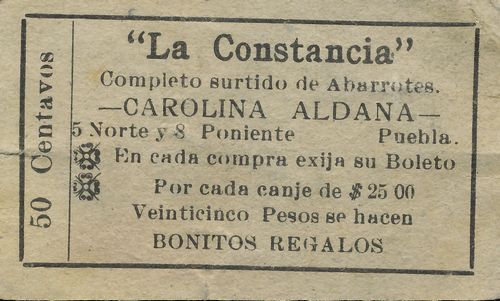 50 Centavos
"La Constancia"
Completo surtido de Abarrotes.
—CAROLINA ALDANA—
5 Norte y 8 Poniente Puebla.
En cada compra exija su Boleto
Por cada canje de $ 25 00
Veinticinco Pesos se hacen
BONITOS REGALOS